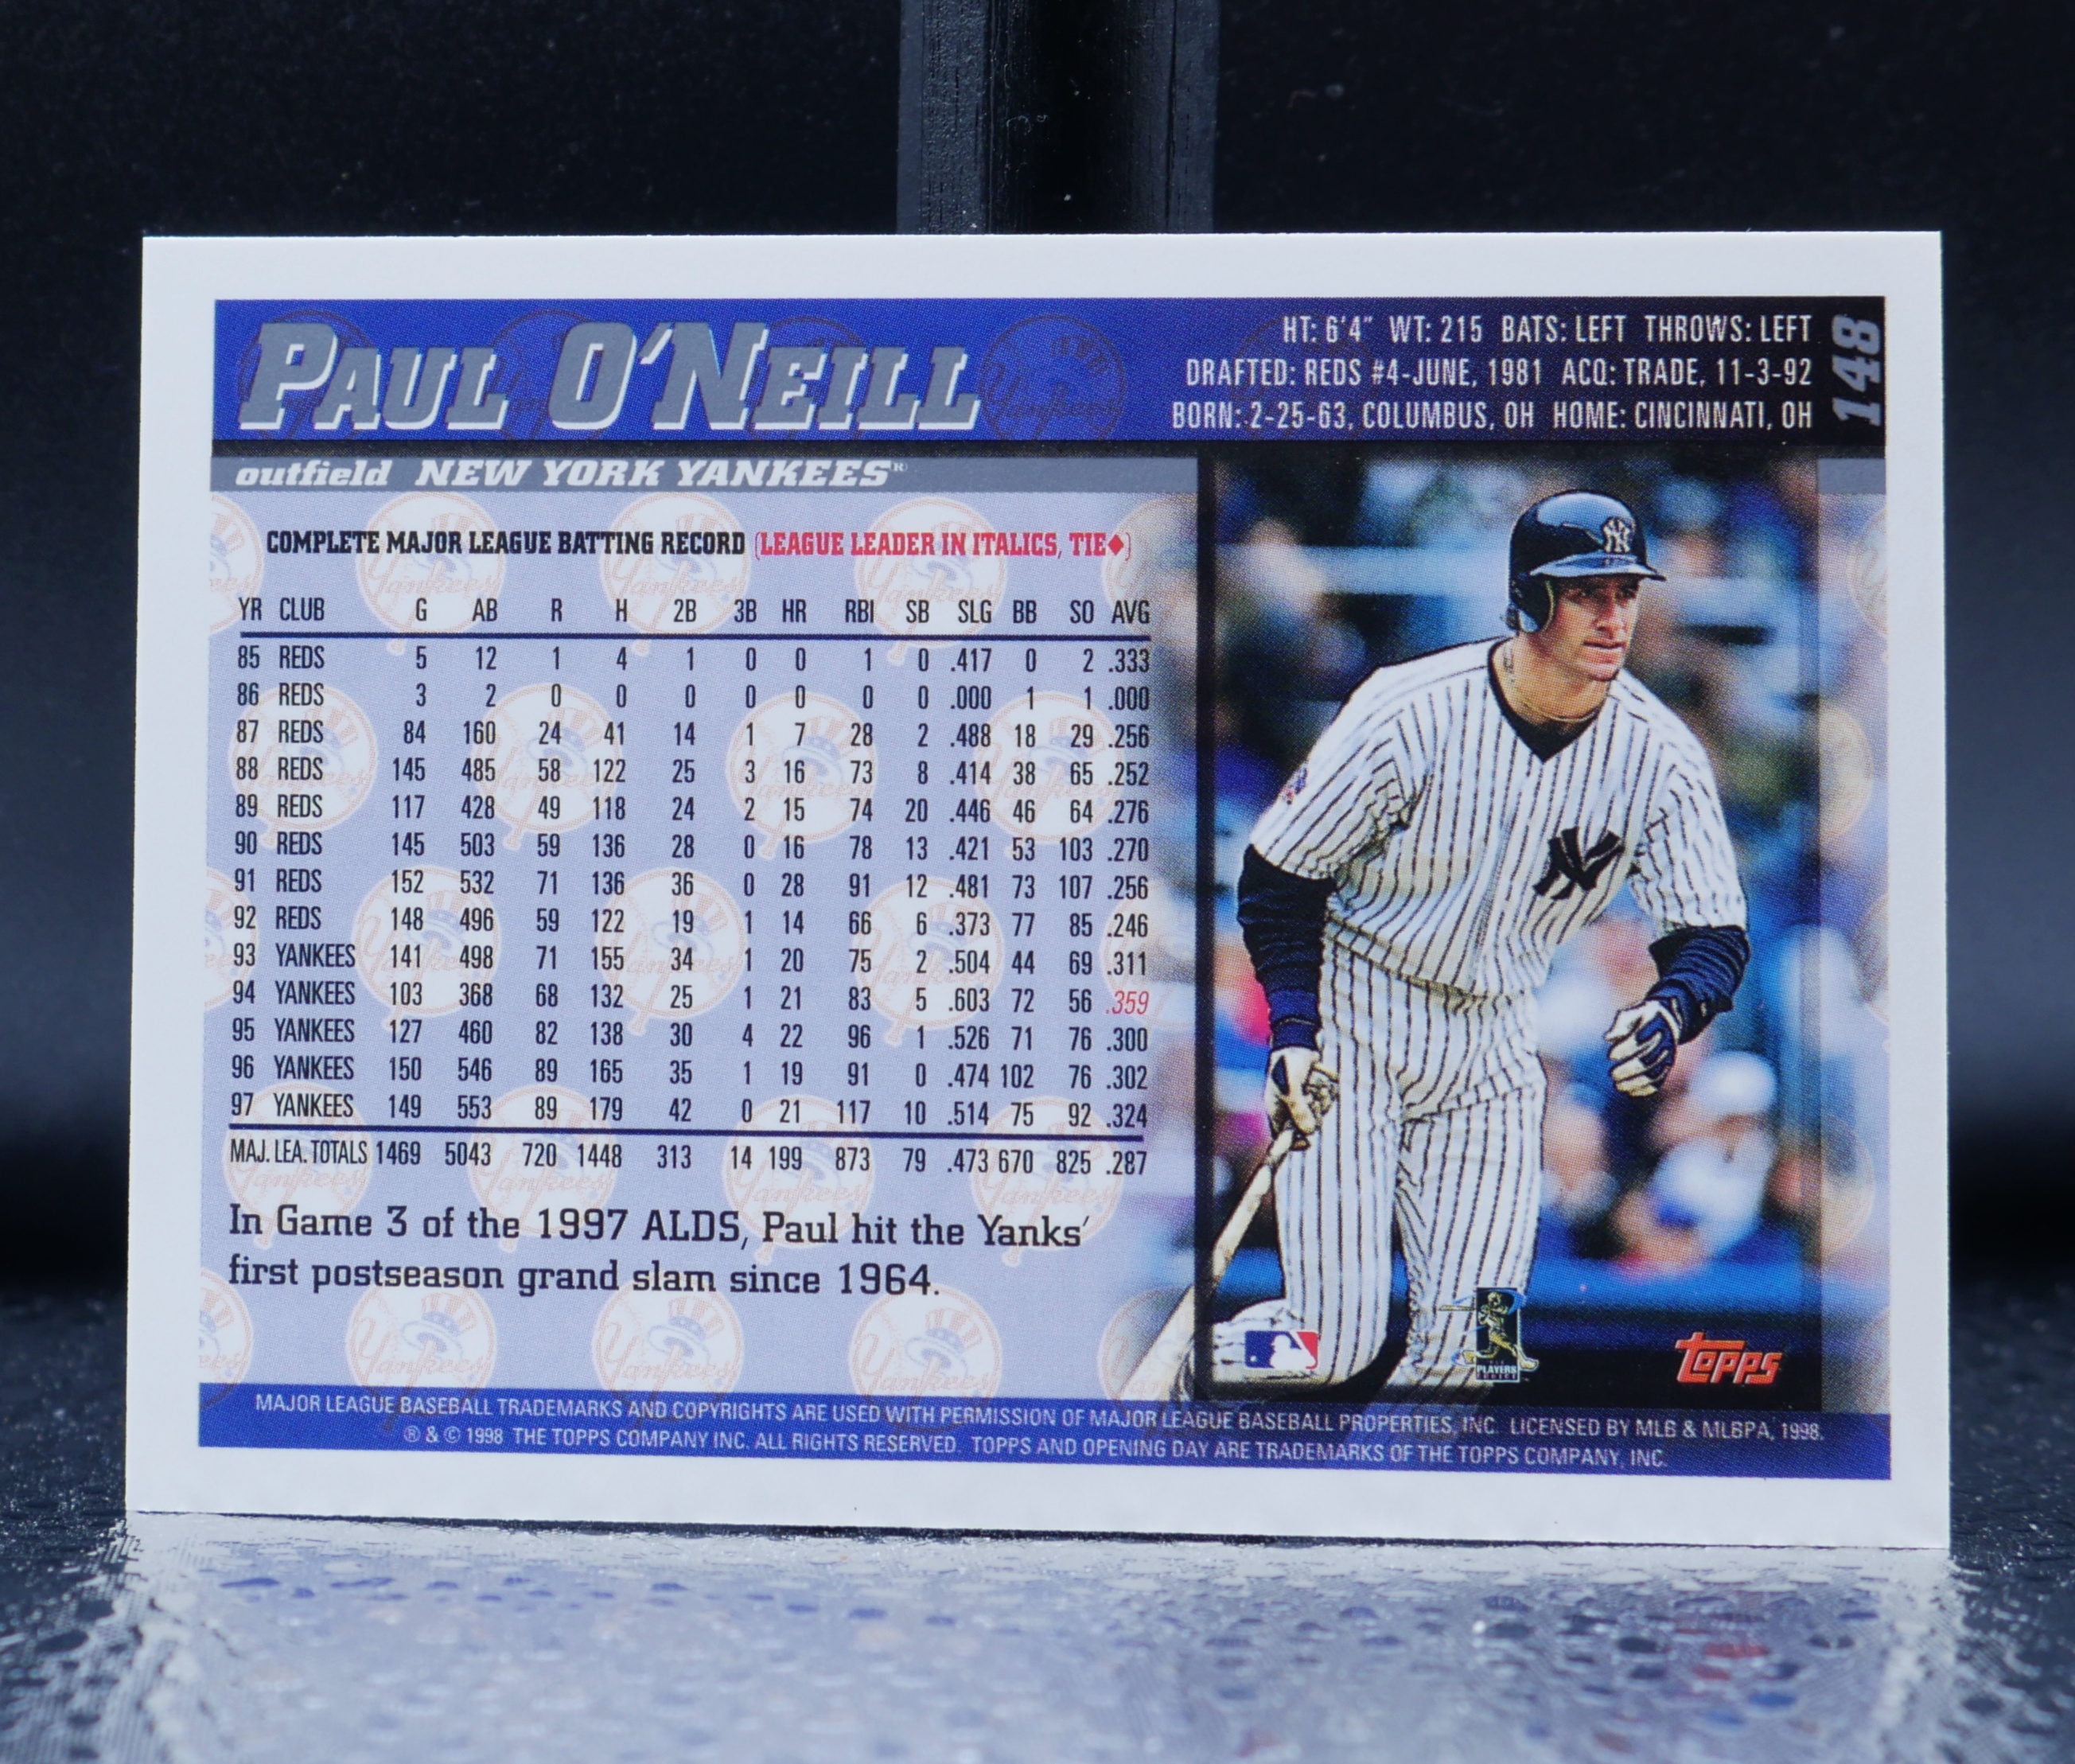 PAUL O'NEILL
HT: 6'4" WT: 215 BATS: LEFT THROWS: LEFT
DRAFTED: REDS #4-JUNE, 1981 ACQ: TRADE, 11-3-92
BORN: 2-25-63, COLUMBUS, OH HOME: CINCINNATI, OH
148
outfield NEW YORK YANKEES®
COMPLETE MAJOR LEAGUE BATTING RECORD (LEAGUE LEADER IN ITALICS, TIE♦)
YR CLUB G AB R H 2B 3B HR RBI SB SLG BB SO AVG
85 REDS 5 12 1 4 1 0 0 1 0 .417 0 2 .333
86 REDS 3 2 0 0 0 0 0 0 0 .000 1 1 .000
87 REDS 84 160 24 41 14 1 7 28 2 .488 18 29 .256
88 REDS 145 485 58 122 25 3 16 73 8 .414 38 65 .252
89 REDS 117 428 49 118 24 2 15 74 20 .446 46 64 .276
90 REDS 145 503 59 136 28 0 16 78 13 .421 53 103 .270
91 REDS 152 532 71 136 36 0 28 91 12 .481 73 107 .256
92 REDS 148 496 59 122 19 1 14 66 6 .373 77 85 .246
93 YANKEES 141 498 71 155 34 1 20 75 2 .504 44 69 .311
94 YANKEES 103 368 68 132 25 1 21 83 5 .603 72 56 .359
95 YANKEES 127 460 82 138 30 4 22 96 1 .526 71 76 .300
96 YANKEES 150 546 89 165 35 1 19 91 0 .474 102 76 .302
97 YANKEES 149 553 89 179 42 0 21 117 10 .514 75 92 .324
MAJ. LEA. TOTALS 1469 5043 720 1448 313 14 199 873 79 .473 670 825 .287
In Game 3 of the 1997 ALDS, Paul hit the Yanks'
first postseason grand slam since 1964.
PLAYERS
TOPPS
MAJOR LEAGUE BASEBALL TRADEMARKS AND COPYRIGHTS ARE USED WITH PERMISSION OF MAJOR LEAGUE BASEBALL PROPERTIES, INC. LICENSED BY MLB & MLBPA, 1998.
® & © 1998 THE TOPPS COMPANY INC. ALL RIGHTS RESERVED. TOPPS AND OPENING DAY ARE TRADEMARKS OF THE TOPPS COMPANY, INC.